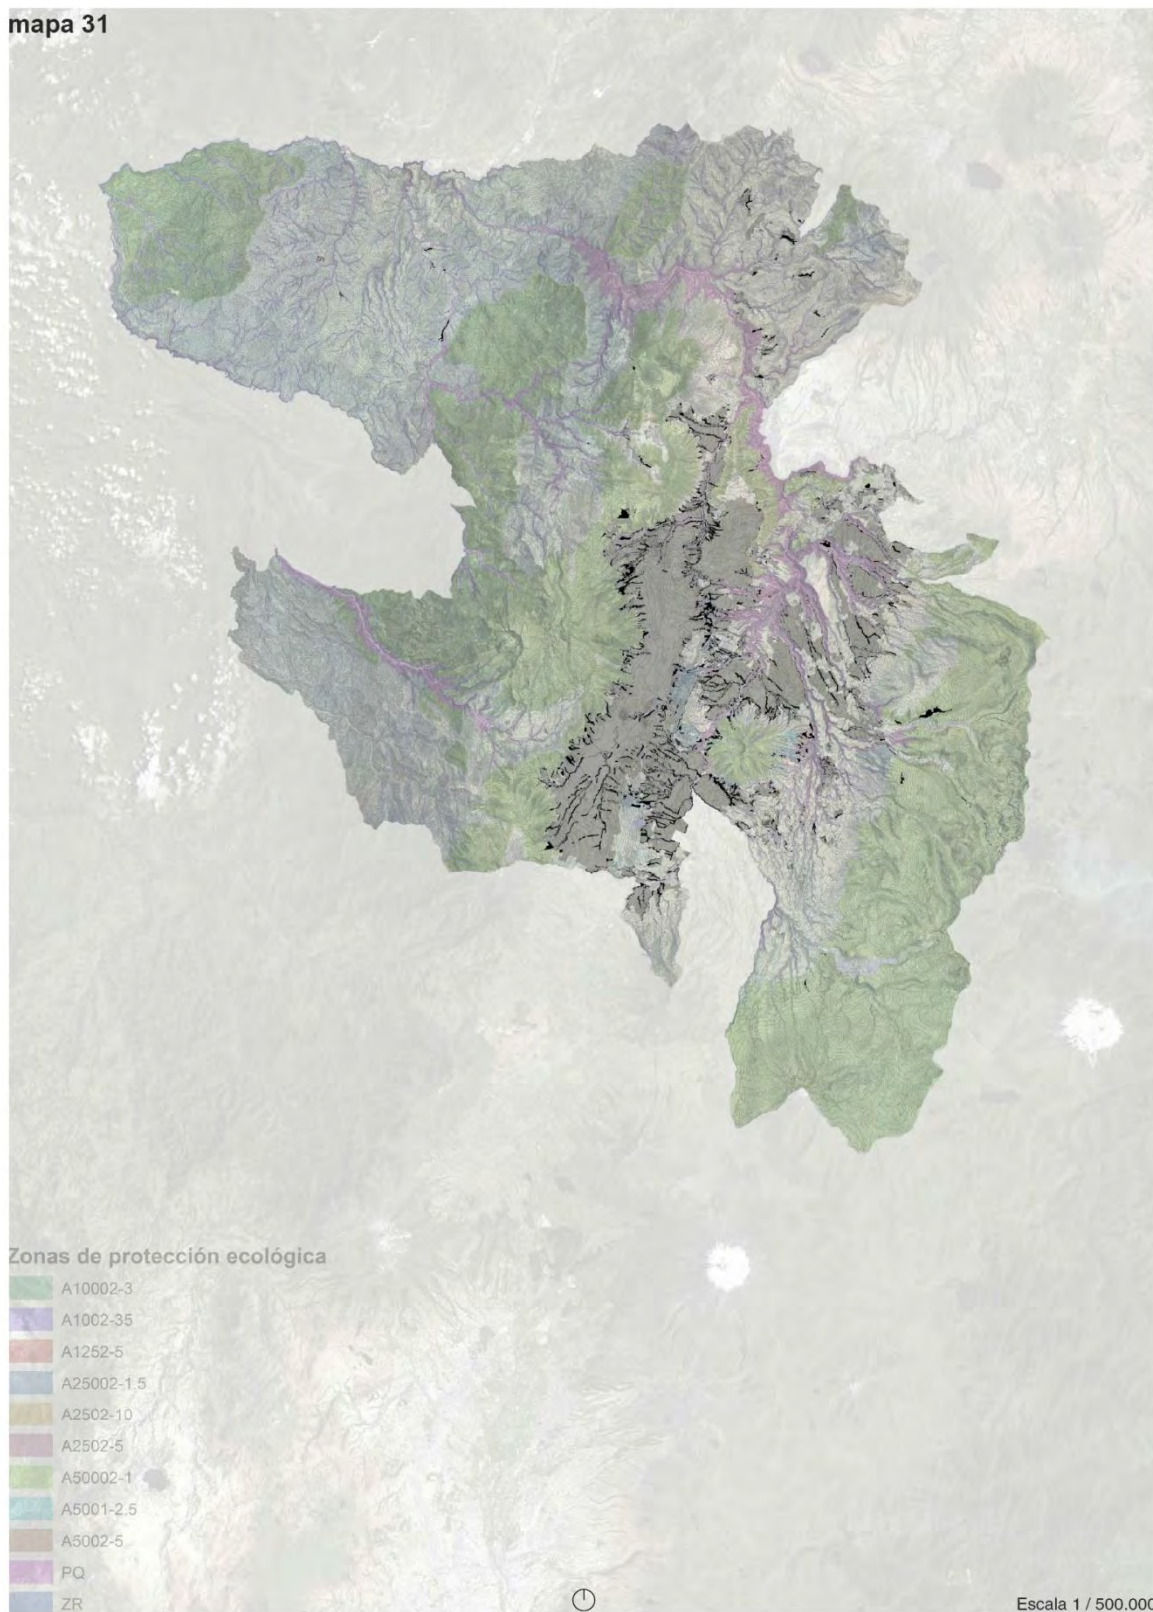 mapa 31
Zonas de protección ecológica
A10002-3
A1002-35
A1252-5
A25002-1.5
A2502-10
A2502-5
A50002-1
A5001-2.5
A5002-5
PQ
ZR
Escala 1 / 500.000